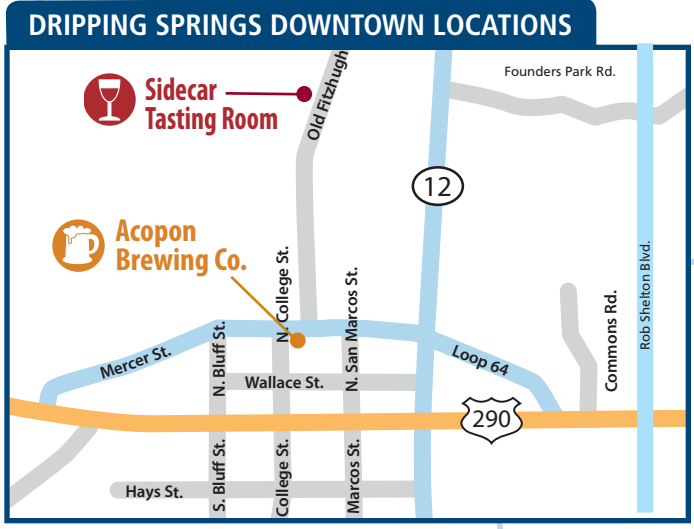 DRIPPING SPRINGS DOWNTOWN LOCATIONS
Founders Park Rd.
Sidecar
Tasting Room
Old Fitzhugh
12
Acopon
Brewing Co.
N. College St.
N. San Marcos St.
Rob Shelton Blvd.
Commons Rd.
N. Bluff St.
Mercer St.
Loop 64
Wallace St.
290
S. Bluff St.
College St.
Marcos St.
Hays St.